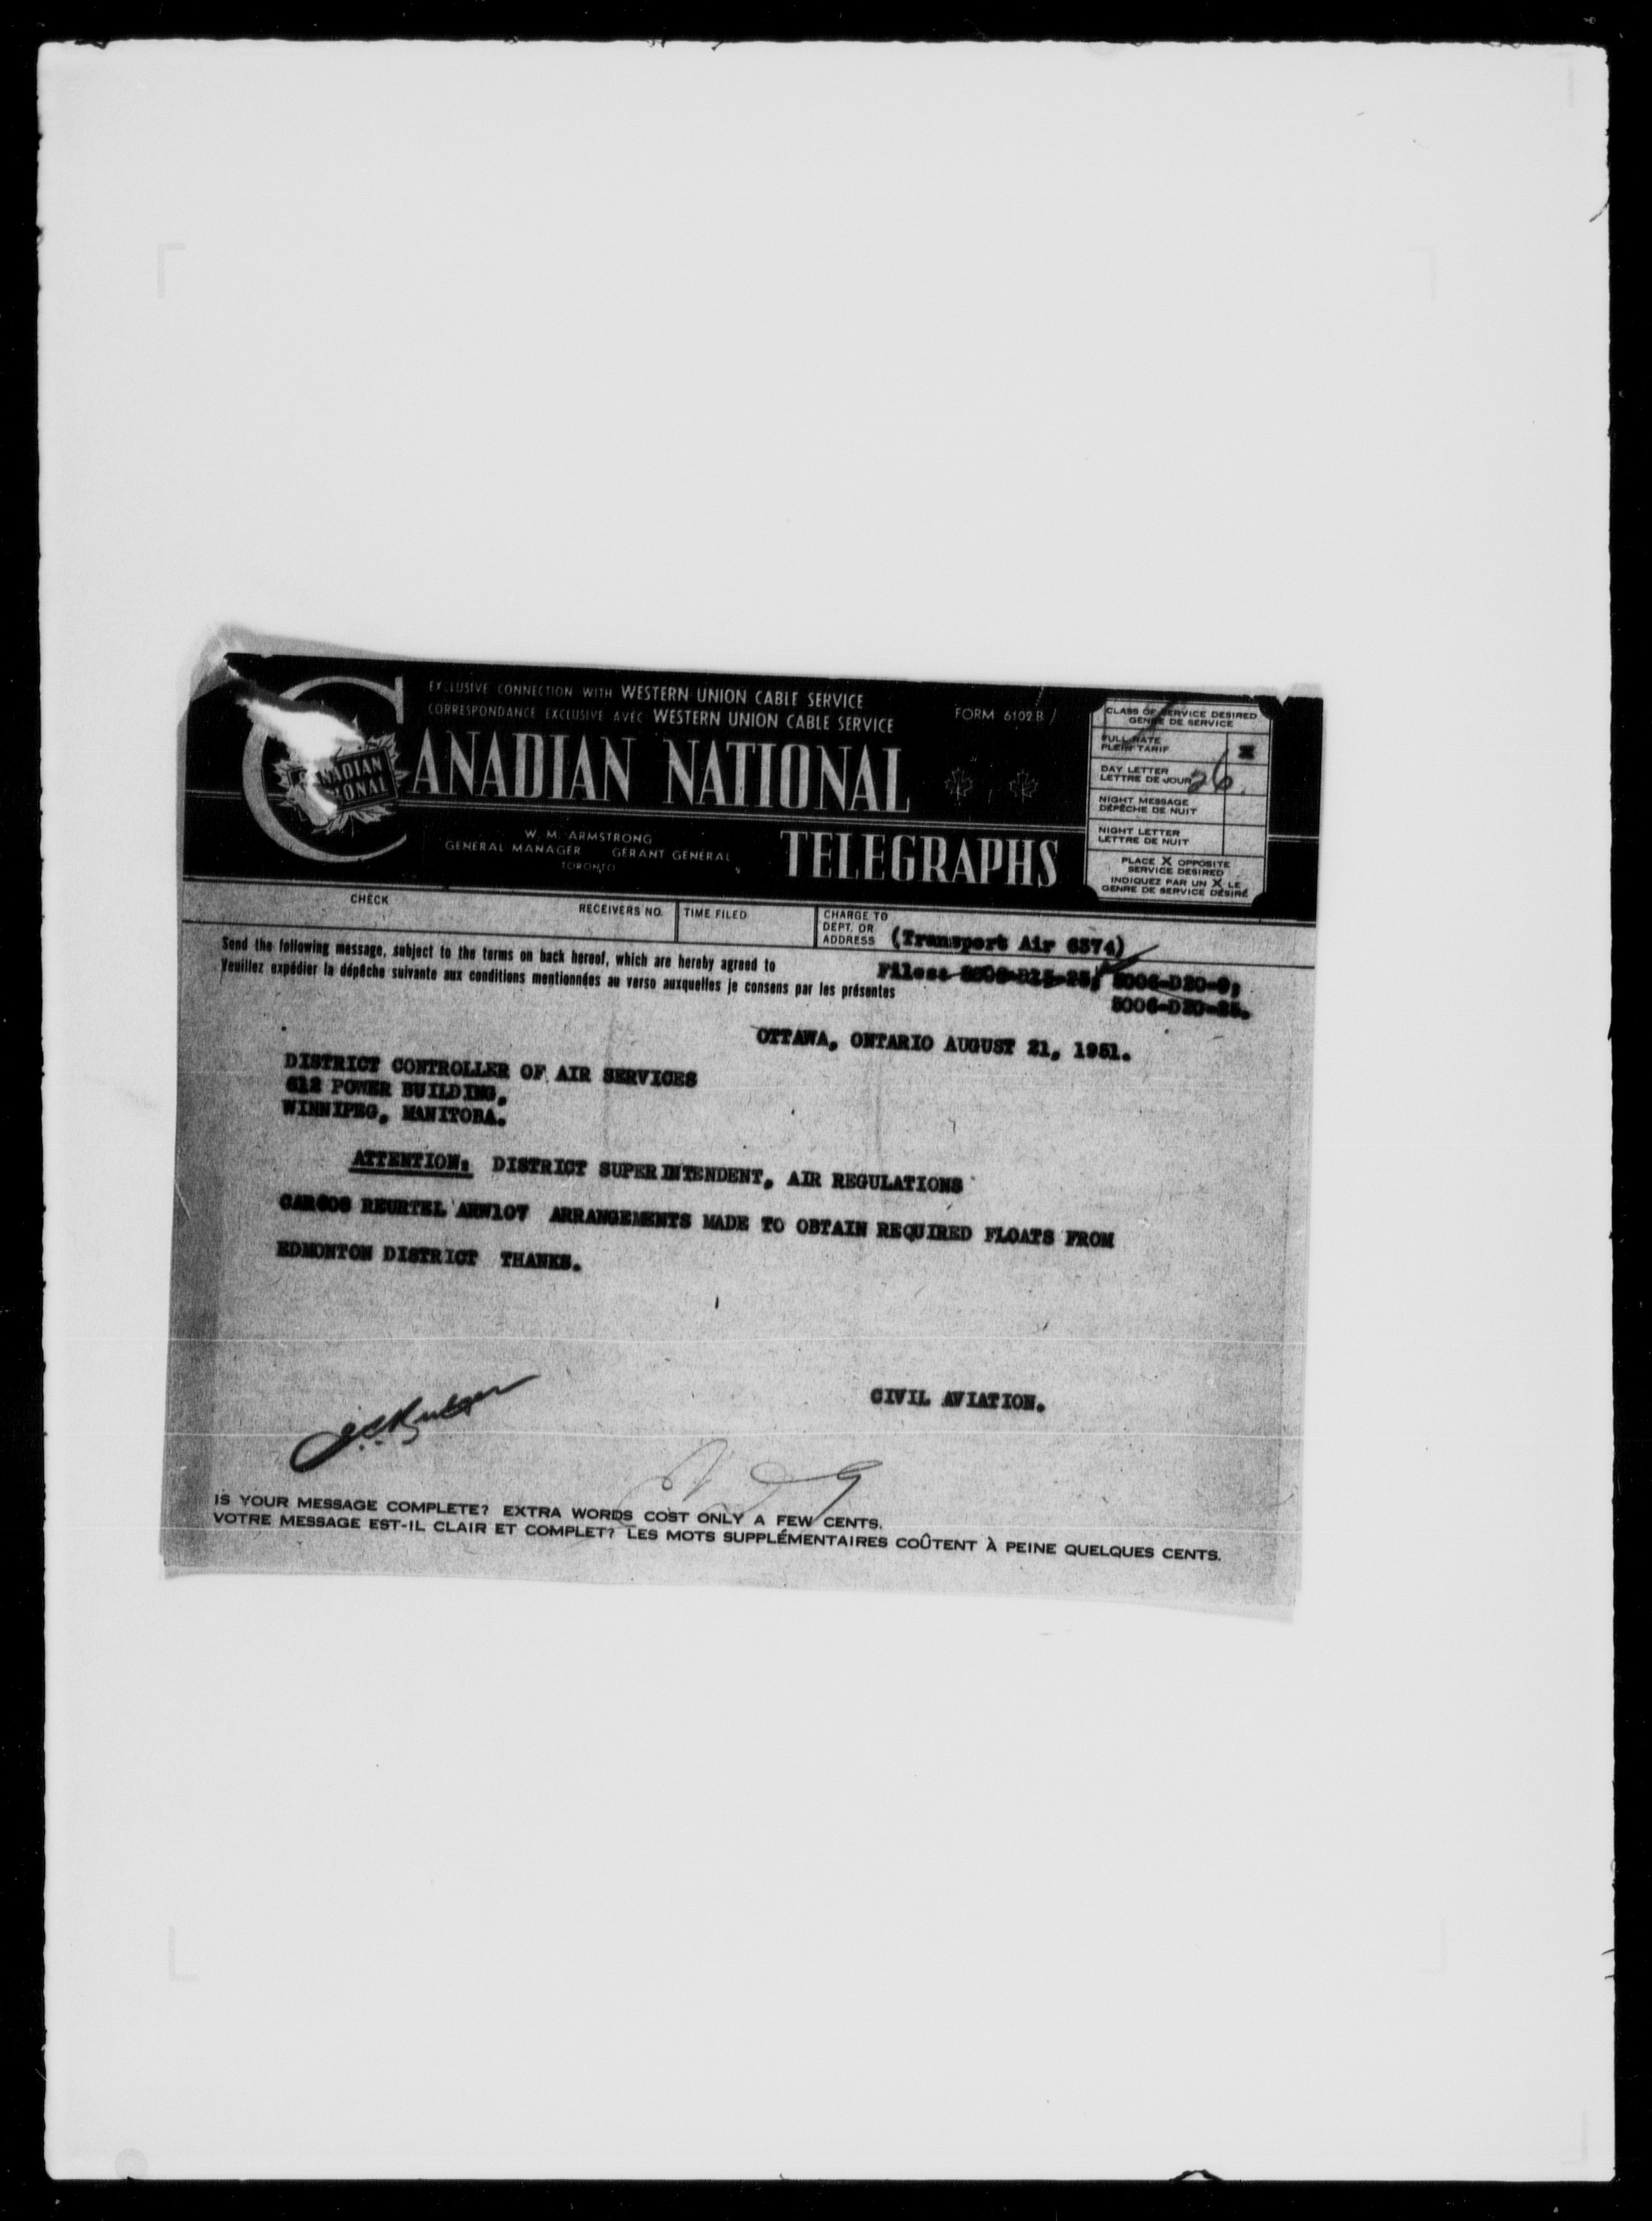 EXCLUSIVE CONNECTION WITH WESTERN UNION CABLE SERVICE
CORRESPONDANCE EXCLUSIVE AVEC WESTERN UNION CABLE SERVICE
FORM 6102 B
CANADIAN NATIONAL
TELEGRAPHS
W. M. ARMSTRONG
GENERAL MANAGER GÉRANT GÉNÉRAL
TORONTO
CLASS OF SERVICE DESIRED
GENRE DE SERVICE
FULL RATE
PLEIN TARIF
X
DAY LETTER
LETTRE DE JOUR
26.
NIGHT MESSAGE
DÉPÊCHE DE NUIT
NIGHT LETTER
LETTRE DE NUIT
PLACE X OPPOSITE
SERVICE DESIRED
INDIQUEZ PAR UN X LE
GENRE DE SERVICE DÉSIRÉ
CHECK
RECEIVERS NO.
TIME FILED
CHARGE TO
DEPT. OR
ADDRESS (Transport Air 6374)
Send the following message, subject to the terms on back hereof, which are hereby agreed to
Veuillez expédier la dépêche suivante aux conditions mentionnées au verso auxquelles je consens par les présentes
Files: 5006-D20-9;
5006-D20-25.
OTTAWA, ONTARIO AUGUST 21, 1951.
DISTRICT CONTROLLER OF AIR SERVICES
612 POWER BUILDING,
WINNIPEG, MANITOBA.
ATTENTION: DISTRICT SUPERINTENDENT, AIR REGULATIONS
REURTEL ARW107 ARRANGEMENTS MADE TO OBTAIN REQUIRED FLOATS FROM
EDMONTON DISTRICT THANKS.
CIVIL AVIATION.
IS YOUR MESSAGE COMPLETE? EXTRA WORDS COST ONLY A FEW CENTS.
VOTRE MESSAGE EST-IL CLAIR ET COMPLET? LES MOTS SUPPLÉMENTAIRES COÛTENT À PEINE QUELQUES CENTS.